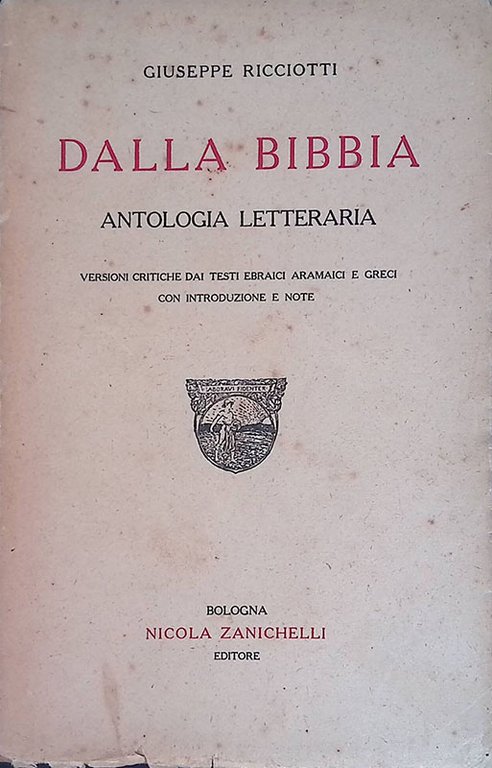 GIUSEPPE RICCIOTTI
DALLA BIBBIA
ANTOLOGIA LETTERARIA
VERSIONI CRITICHE DAI TESTI EBRAICI ARAMAICI E GRECI
CON INTRODUZIONE E NOTE
LABORAVI FIDENTER
BOLOGNA
NICOLA ZANICHELLI
EDITORE